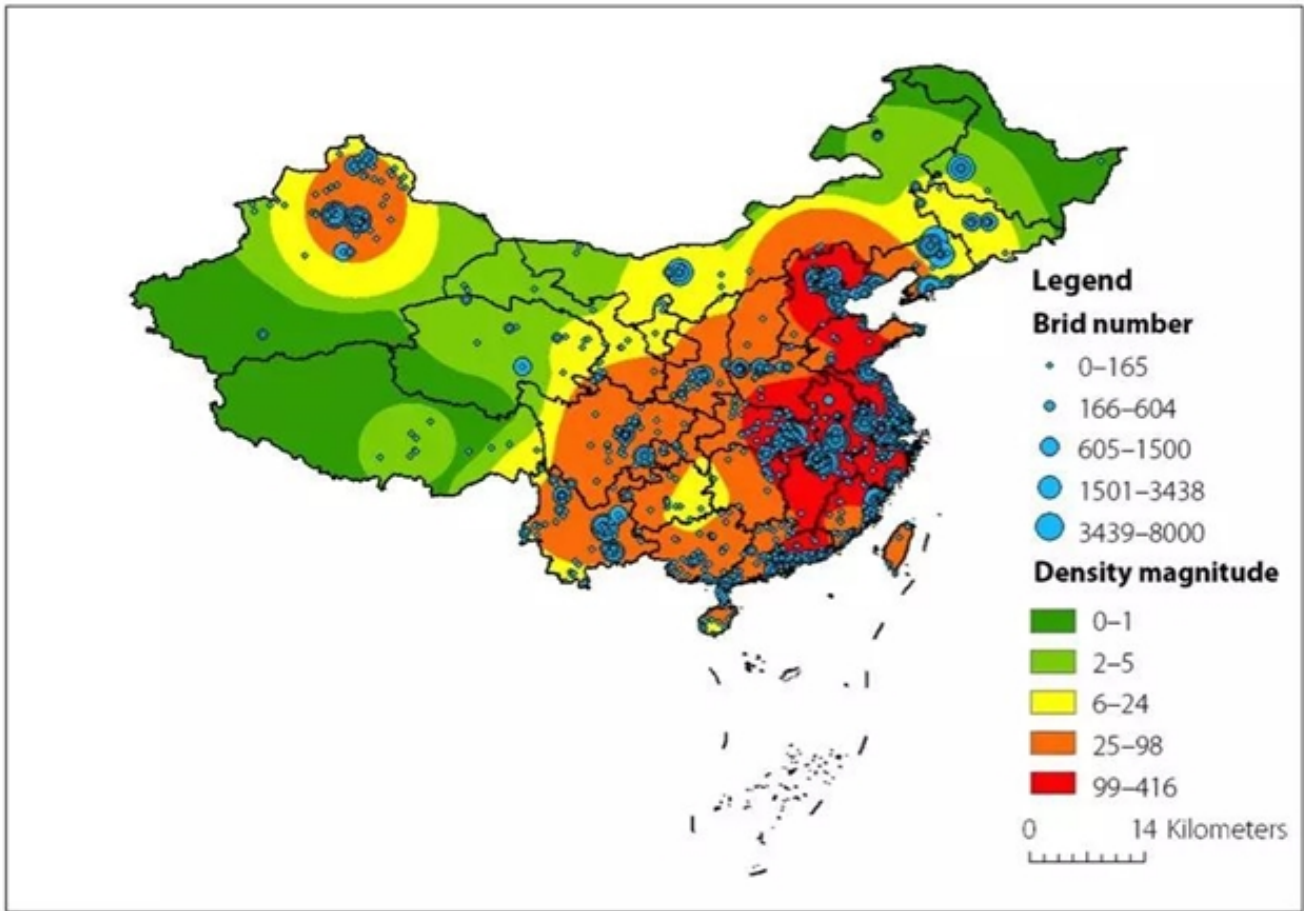 Legend
Brid number
0–165
166–604
605–1500
1501–3438
3439–8000
Density magnitude
0–1
2–5
6–24
25–98
99–416
0 14 Kilometers